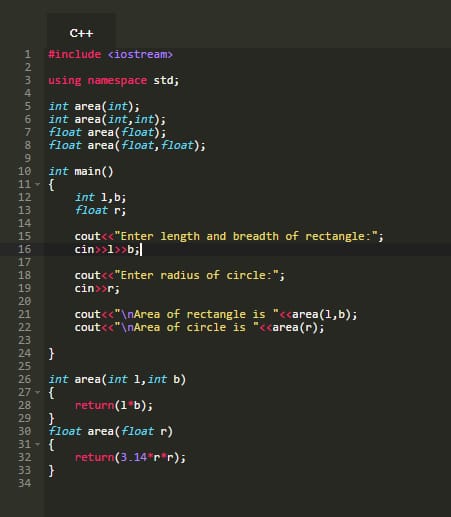 C++
1 #include <iostream>
2
3 using namespace std;
4
5 int area(int);
6 int area(int,int);
7 float area(float);
8 float area(float,float);
9
10 int main()
11 {
12     int l,b;
13     float r;
14
15     cout<<"Enter length and breadth of rectangle:";
16     cin>>l>>b;
17
18     cout<<"Enter radius of circle:";
19     cin>>r;
20
21     cout<<"\nArea of rectangle is "<<area(l,b);
22     cout<<"\nArea of circle is "<<area(r);
23
24 }
25
26 int area(int l,int b)
27 {
28     return(l*b);
29 }
30 float area(float r)
31 {
32     return(3.14*r*r);
33 }
34